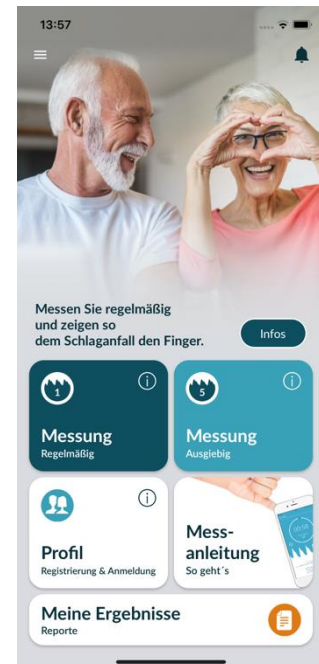 13:57
Messen Sie regelmäßig
und zeigen so
dem Schlaganfall den Finger.
Infos
1
Messung
Regelmäßig
5
Messung
Ausgiebig
Profil
Registrierung & Anmeldung
Mess-
anleitung
So geht´s
Meine Ergebnisse
Reporte